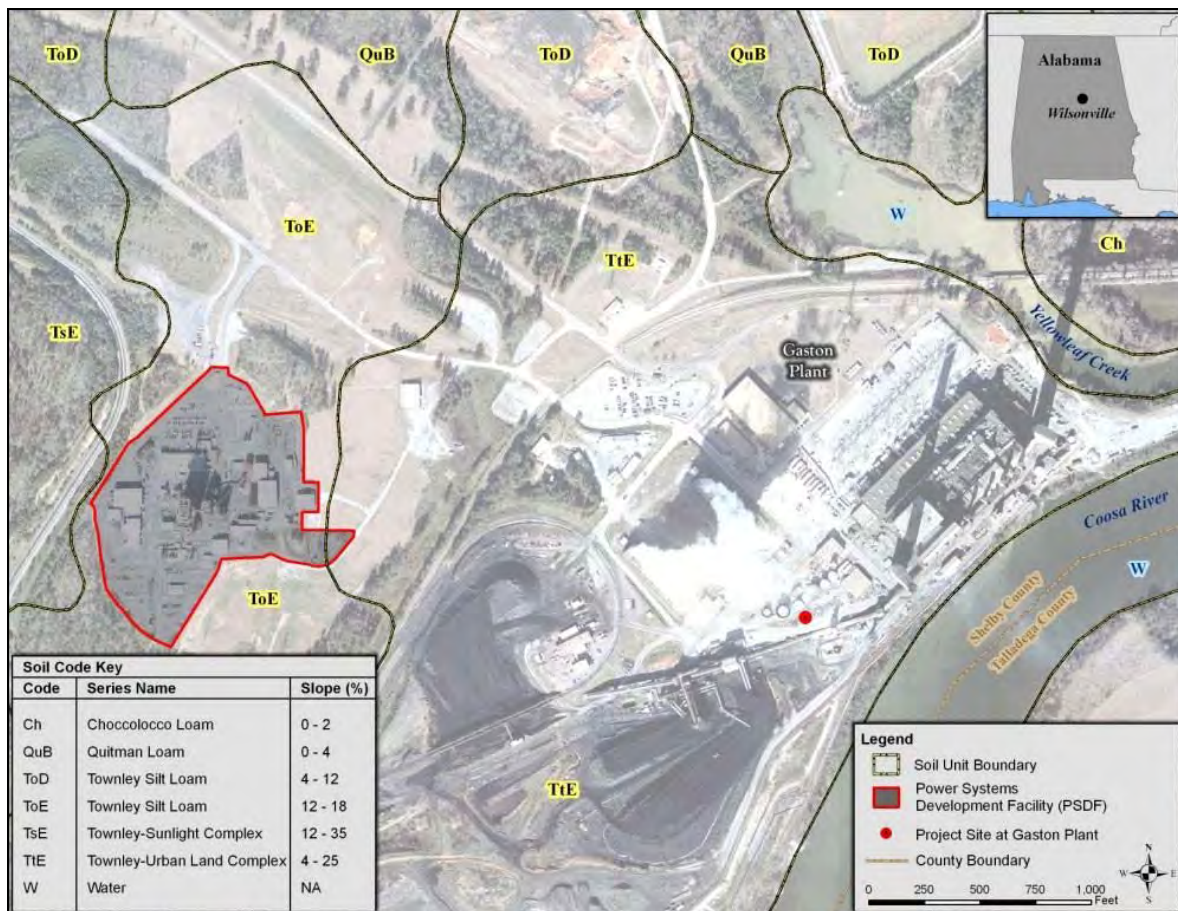 ToD
QuB
ToD
QuB
ToD
Alabama
Wilsonville
ToE
W
Ch
TtE
TsE
Yellowleaf Creek
Gaston
Plant
Coosa River
W
Shelby County
Talladega County
ToE
TtE
Soil Code Key
Code Series Name Slope (%)
Ch Choccolocco Loam 0 - 2
QuB Quitman Loam 0 - 4
ToD Townley Silt Loam 4 - 12
ToE Townley Silt Loam 12 - 18
TsE Townley-Sunlight Complex 12 - 35
TtE Townley-Urban Land Complex 4 - 25
W Water NA
Legend
Soil Unit Boundary
Power Systems
Development Facility (PSDF)
Project Site at Gaston Plant
County Boundary
0 250 500 750 1,000
Feet
N
W E
S